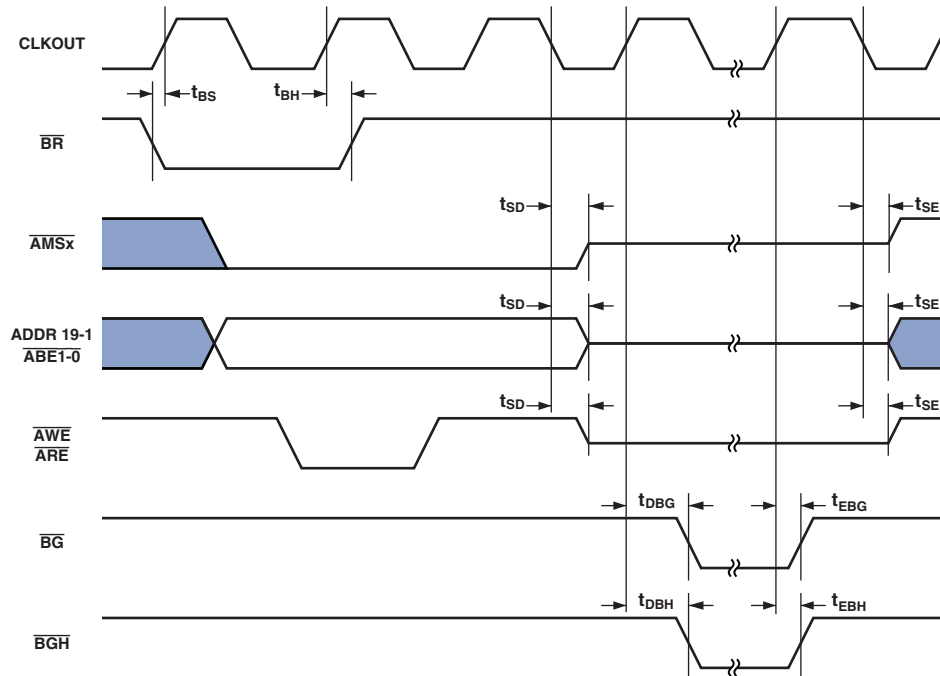 CLKOUT
tBS
tBH
BR
tSD
tSE
AMSx
tSD
tSE
ADDR 19-1
ABE1-0
tSD
tSE
AWE
ARE
tDBG
tEBG
BG
tDBH
tEBH
BGH